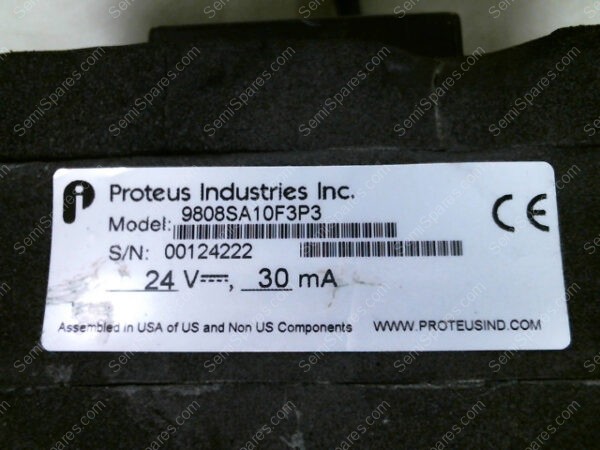 Proteus Industries Inc.
Model: 9808SA10F3P3
S/N: 00124222
24 V⎓, 30 mA
Assembled in USA of US and Non US Components
WWW.PROTEUSIND.COM
CE
SemiSpares.com